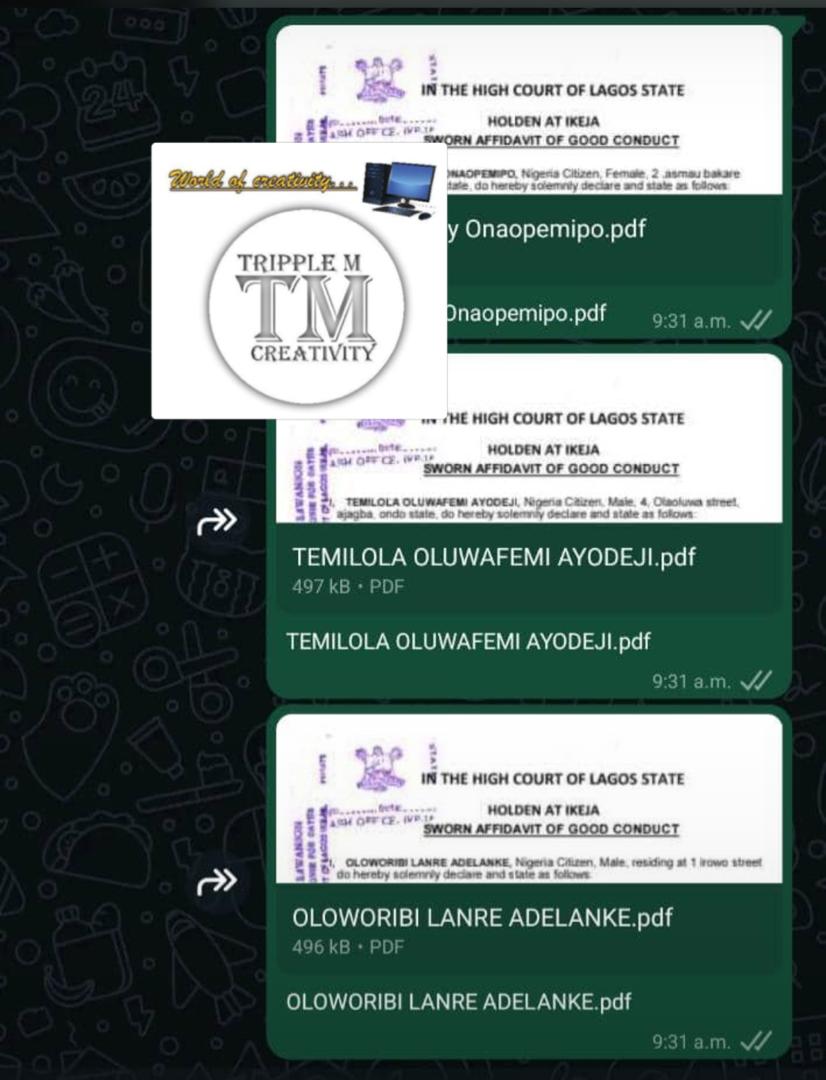 IN THE HIGH COURT OF LAGOS STATE
HOLDEN AT IKEJA
SWORN AFFIDAVIT OF GOOD CONDUCT
ONAOPEMIPO, Nigeria Citizen, Female, 2 ,asmau bakare
state, do hereby solemnly declare and state as follows:
World of creativity...
TRIPPLE M
TM
CREATIVITY
y Onaopemipo.pdf
Onaopemipo.pdf
9:31 a.m.
IN THE HIGH COURT OF LAGOS STATE
HOLDEN AT IKEJA
SWORN AFFIDAVIT OF GOOD CONDUCT
TEMILOLA OLUWAFEMI AYODEJI, Nigeria Citizen, Male, 4, Olaoluwa street,
ajagba, ondo state, do hereby solemnly declare and state as follows:
TEMILOLA OLUWAFEMI AYODEJI.pdf
497 kB • PDF
TEMILOLA OLUWAFEMI AYODEJI.pdf
9:31 a.m.
IN THE HIGH COURT OF LAGOS STATE
HOLDEN AT IKEJA
SWORN AFFIDAVIT OF GOOD CONDUCT
OLOWORIBI LANRE ADELANKE, Nigeria Citizen, Male, residing at 1 irowo street
do hereby solemnly declare and state as follows:
OLOWORIBI LANRE ADELANKE.pdf
496 kB • PDF
OLOWORIBI LANRE ADELANKE.pdf
9:31 a.m.